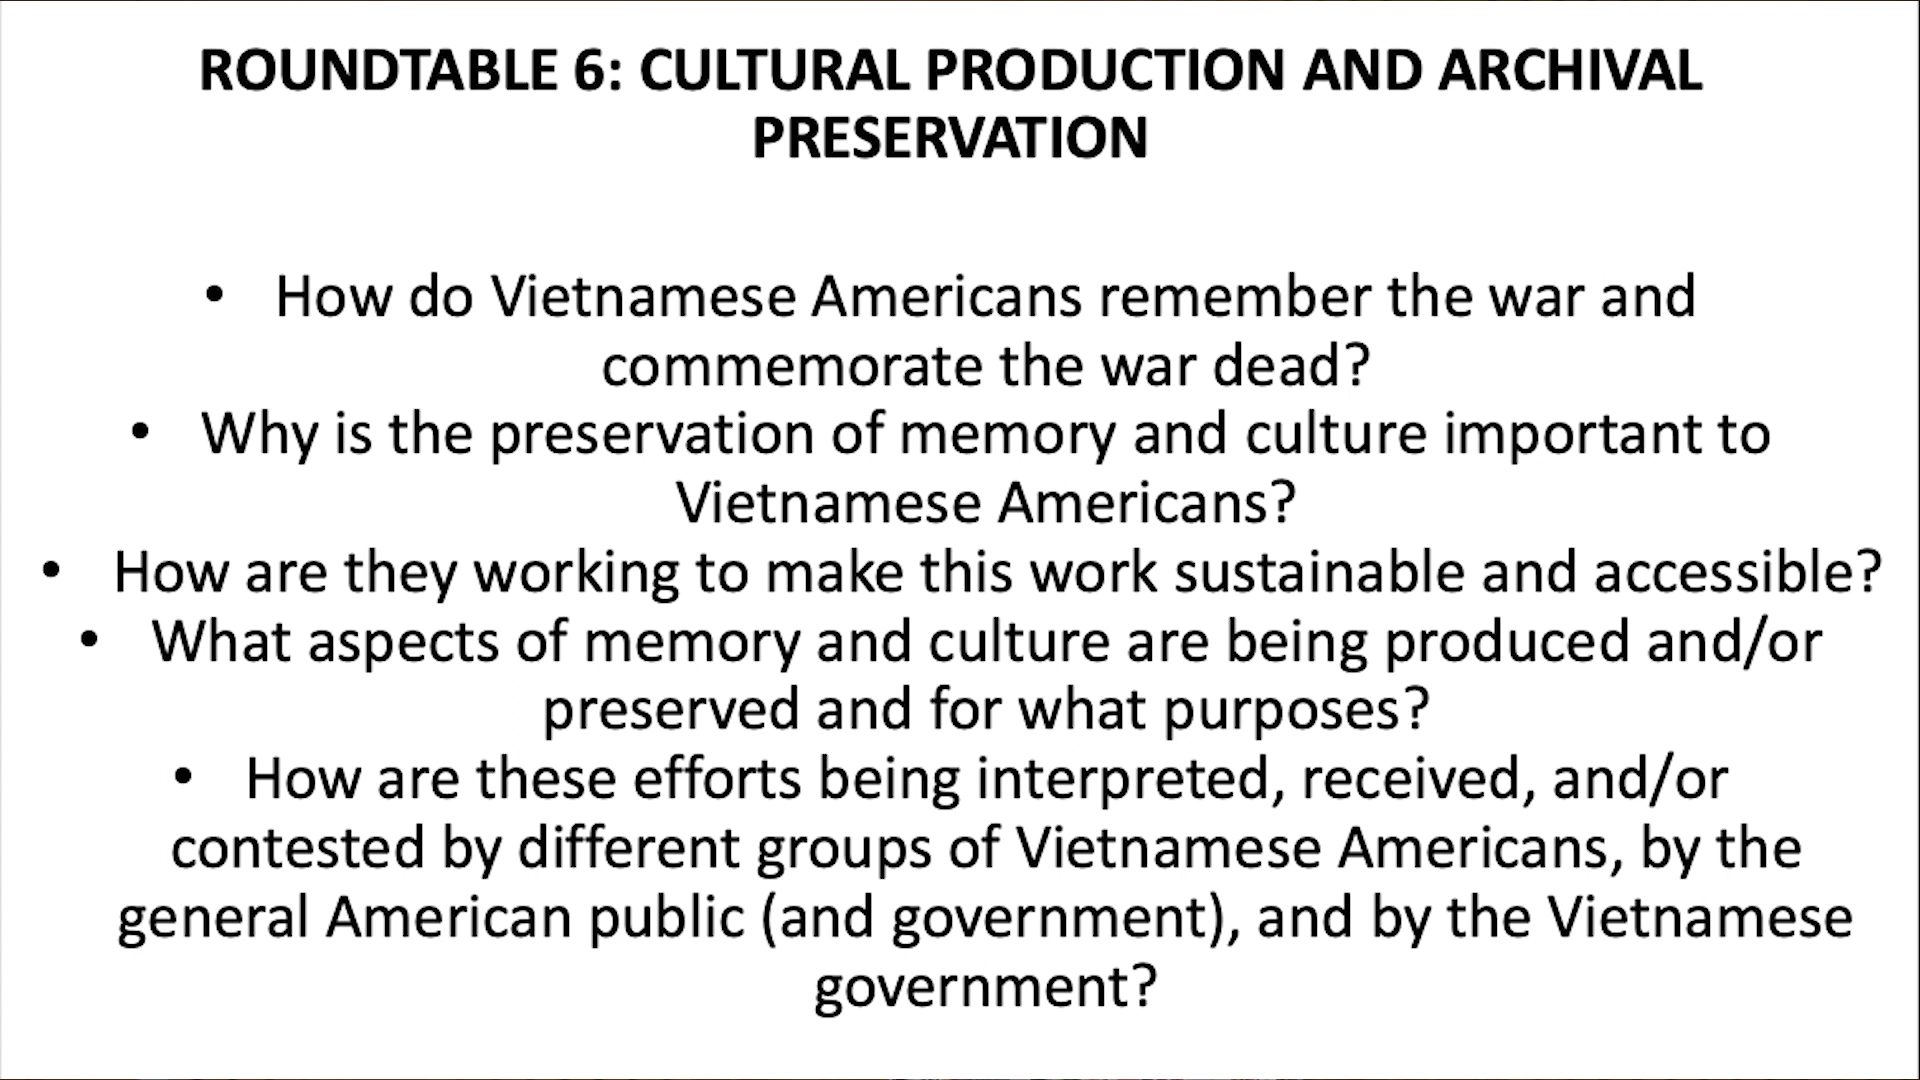 ROUNDTABLE 6: CULTURAL PRODUCTION AND ARCHIVAL
PRESERVATION
• How do Vietnamese Americans remember the war and
commemorate the war dead?
• Why is the preservation of memory and culture important to
Vietnamese Americans?
• How are they working to make this work sustainable and accessible?
• What aspects of memory and culture are being produced and/or
preserved and for what purposes?
• How are these efforts being interpreted, received, and/or
contested by different groups of Vietnamese Americans, by the
general American public (and government), and by the Vietnamese
government?